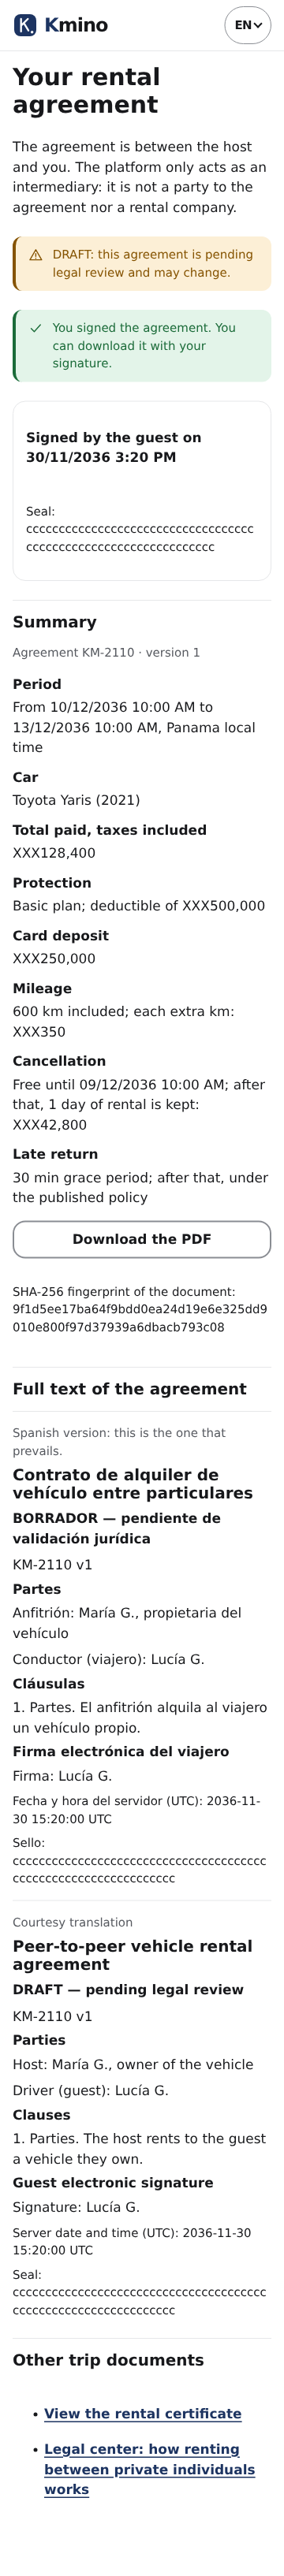 Kmino
EN
Your rental
agreement
The agreement is between the host
and you. The platform only acts as an
intermediary: it is not a party to the
agreement nor a rental company.
DRAFT: this agreement is pending
legal review and may change.
You signed the agreement. You
can download it with your
signature.
Signed by the guest on
30/11/2036 3:20 PM
Seal:
ccccccccccccccccccccccccccccccccccc
ccccccccccccccccccccccccccccc
Summary
Agreement KM-2110 · version 1
Period
From 10/12/2036 10:00 AM to
13/12/2036 10:00 AM, Panama local
time
Car
Toyota Yaris (2021)
Total paid, taxes included
XXX128,400
Protection
Basic plan; deductible of XXX500,000
Card deposit
XXX250,000
Mileage
600 km included; each extra km:
XXX350
Cancellation
Free until 09/12/2036 10:00 AM; after
that, 1 day of rental is kept:
XXX42,800
Late return
30 min grace period; after that, under
the published policy
Download the PDF
SHA-256 fingerprint of the document:
9f1d5ee17ba64f9bdd0ea24d19e6e325dd9
010e800f97d37939a6dbacb793c08
Full text of the agreement
Spanish version: this is the one that
prevails.
Contrato de alquiler de
vehículo entre particulares
BORRADOR — pendiente de
validación jurídica
KM-2110 v1
Partes
Anfitrión: María G., propietaria del
vehículo
Conductor (viajero): Lucía G.
Cláusulas
1. Partes. El anfitrión alquila al viajero
un vehículo propio.
Firma electrónica del viajero
Firma: Lucía G.
Fecha y hora del servidor (UTC): 2036-11-
30 15:20:00 UTC
Sello:
ccccccccccccccccccccccccccccccccccccccc
ccccccccccccccccccccccccc
Courtesy translation
Peer-to-peer vehicle rental
agreement
DRAFT — pending legal review
KM-2110 v1
Parties
Host: María G., owner of the vehicle
Driver (guest): Lucía G.
Clauses
1. Parties. The host rents to the guest
a vehicle they own.
Guest electronic signature
Signature: Lucía G.
Server date and time (UTC): 2036-11-30
15:20:00 UTC
Seal:
ccccccccccccccccccccccccccccccccccccccc
ccccccccccccccccccccccccc
Other trip documents
• View the rental certificate
• Legal center: how renting
between private individuals
works